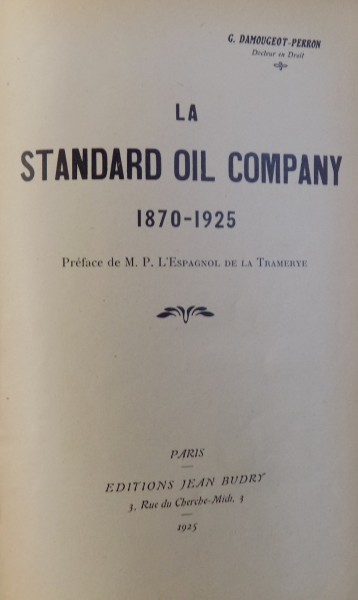 G. DAMOUGEOT-PERRON
Docteur en Droit
LA
STANDARD OIL COMPANY
1870-1925
Préface de M. P. L'ESPAGNOL DE LA TRAMERYE
PARIS
EDITIONS JEAN BUDRY
3, Rue du Cherche-Midi, 3
1925